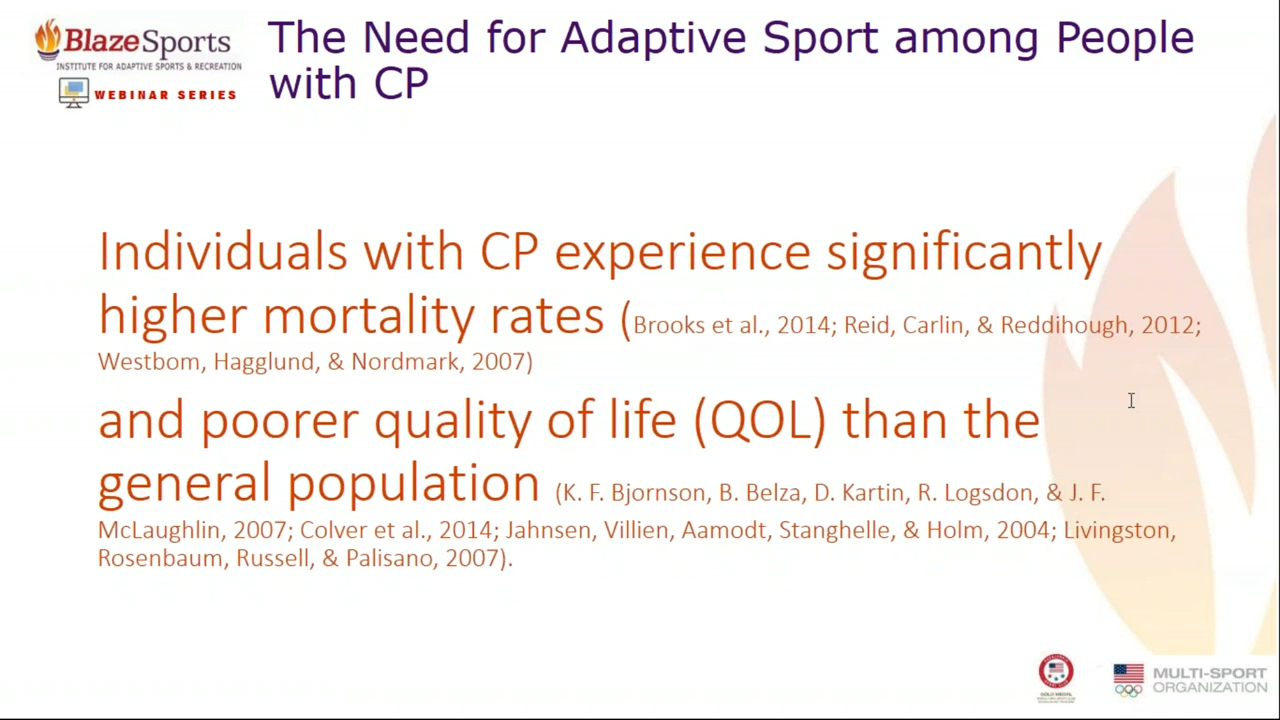 BlazeSports
INSTITUTE FOR ADAPTIVE SPORTS & RECREATION
WEBINAR SERIES
The Need for Adaptive Sport among People
with CP
Individuals with CP experience significantly
higher mortality rates (Brooks et al., 2014; Reid, Carlin, & Reddihough, 2012;
Westbom, Hagglund, & Nordmark, 2007)
and poorer quality of life (QOL) than the
general population (K. F. Bjornson, B. Belza, D. Kartin, R. Logsdon, & J. F.
McLaughlin, 2007; Colver et al., 2014; Jahnsen, Villien, Aamodt, Stanghelle, & Holm, 2004; Livingston,
Rosenbaum, Russell, & Palisano, 2007).
GOLD MEDAL
MULTI-SPORT
ORGANIZATION